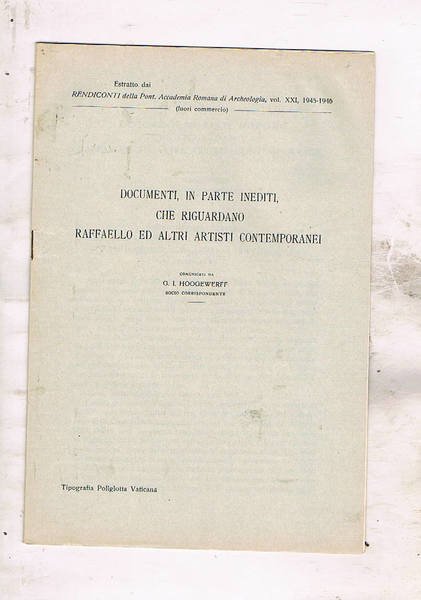 Estratto dai
RENDICONTI della Pont. Accademia Romana di Archeologia, vol. XXI, 1945-1946
(fuori commercio)
DOCUMENTI, IN PARTE INEDITI,
CHE RIGUARDANO
RAFFAELLO ED ALTRI ARTISTI CONTEMPORANEI
COMUNICATI DA
G. I. HOOGEWERFF
SOCIO CORRISPONDENTE
Tipografia Poliglotta Vaticana